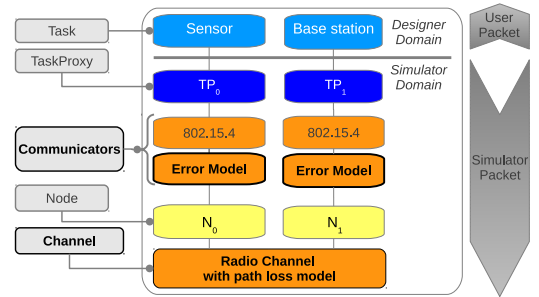 Task
Sensor
Base station
Designer
Domain
User
Packet
TaskProxy
Simulator
Domain
TP0
TP1
Communicators
802.15.4
802.15.4
Error Model
Error Model
Simulator
Packet
Node
N0
N1
Channel
Radio Channel
with path loss model